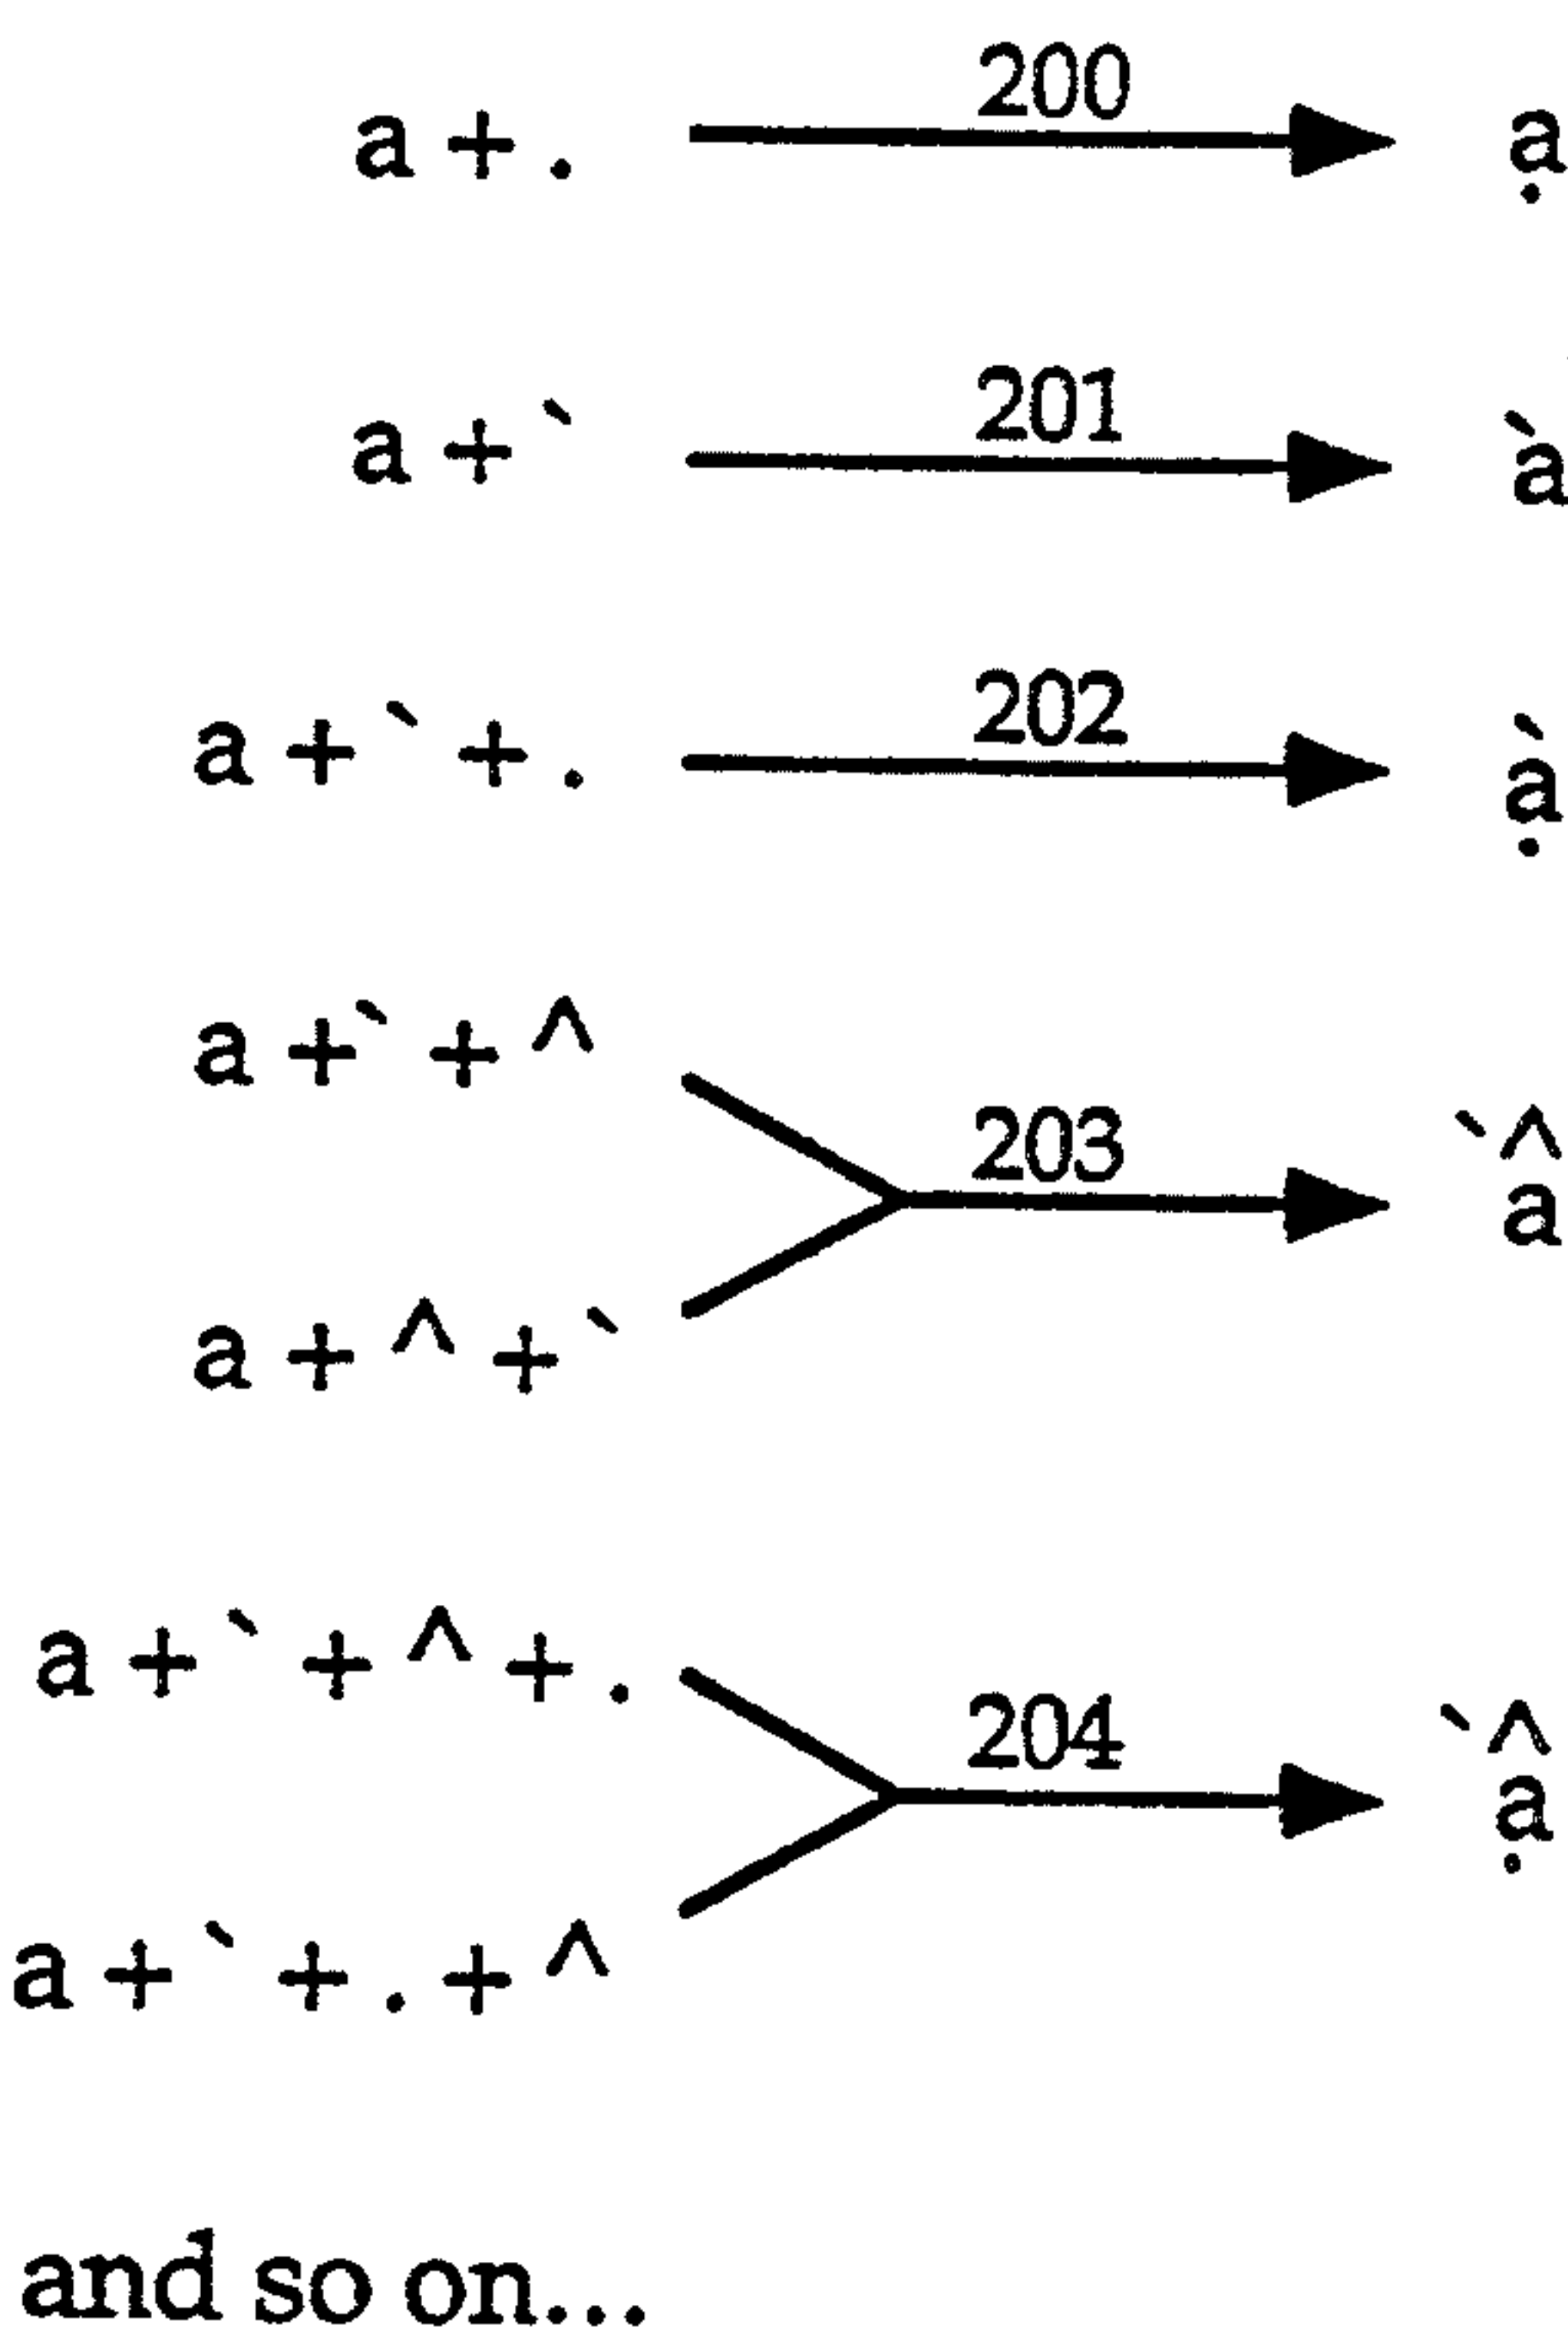 a + . 200 ạ
a + ` 201 à
a + ` + . 202 ạ̀
a + ` + ^
203 `^a
a + ^ + `
a + ` + ^ + .
204 `^ạ
a + ` + . + ^
and so on...